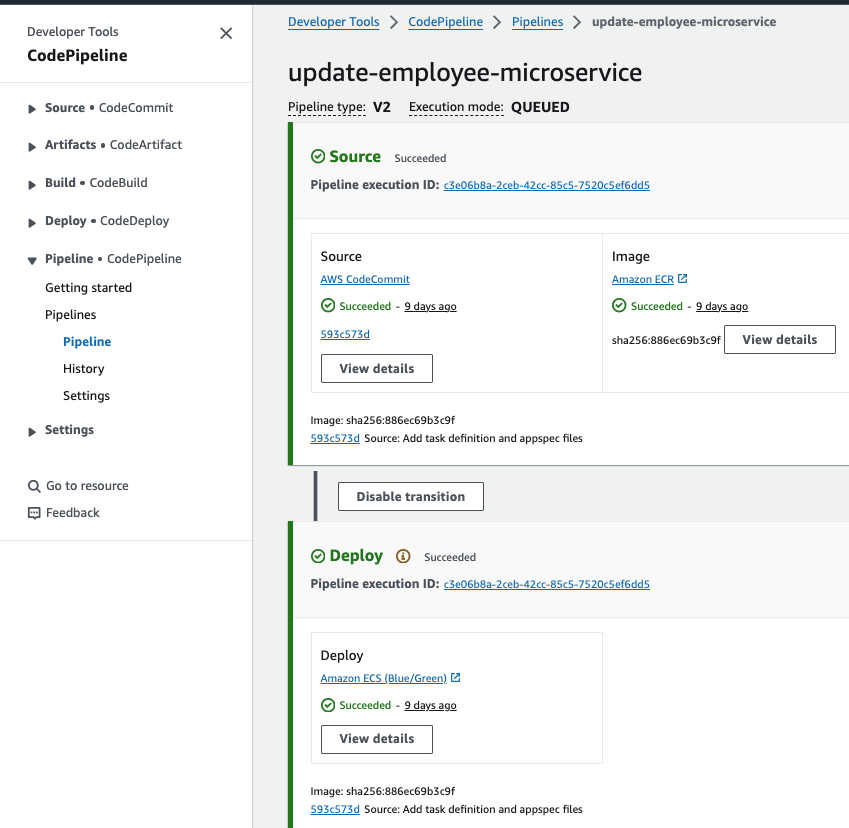 Developer Tools
CodePipeline
Source • CodeCommit
Artifacts • CodeArtifact
Build • CodeBuild
Deploy • CodeDeploy
Pipeline • CodePipeline
Getting started
Pipelines
Pipeline
History
Settings
Settings
Go to resource
Feedback
Developer Tools > CodePipeline > Pipelines > update-employee-microservice
update-employee-microservice
Pipeline type: V2 Execution mode: QUEUED
Source Succeeded
Pipeline execution ID: c3e06b8a-2ceb-42cc-85c5-7520c5ef6dd5
Source
AWS CodeCommit
Succeeded - 9 days ago
593c573d
View details
Image
Amazon ECR
Succeeded - 9 days ago
sha256:886ec69b3c9f View details
Image: sha256:886ec69b3c9f
593c573d Source: Add task definition and appspec files
Disable transition
Deploy Succeeded
Pipeline execution ID: c3e06b8a-2ceb-42cc-85c5-7520c5ef6dd5
Deploy
Amazon ECS (Blue/Green)
Succeeded - 9 days ago
View details
Image: sha256:886ec69b3c9f
593c573d Source: Add task definition and appspec files